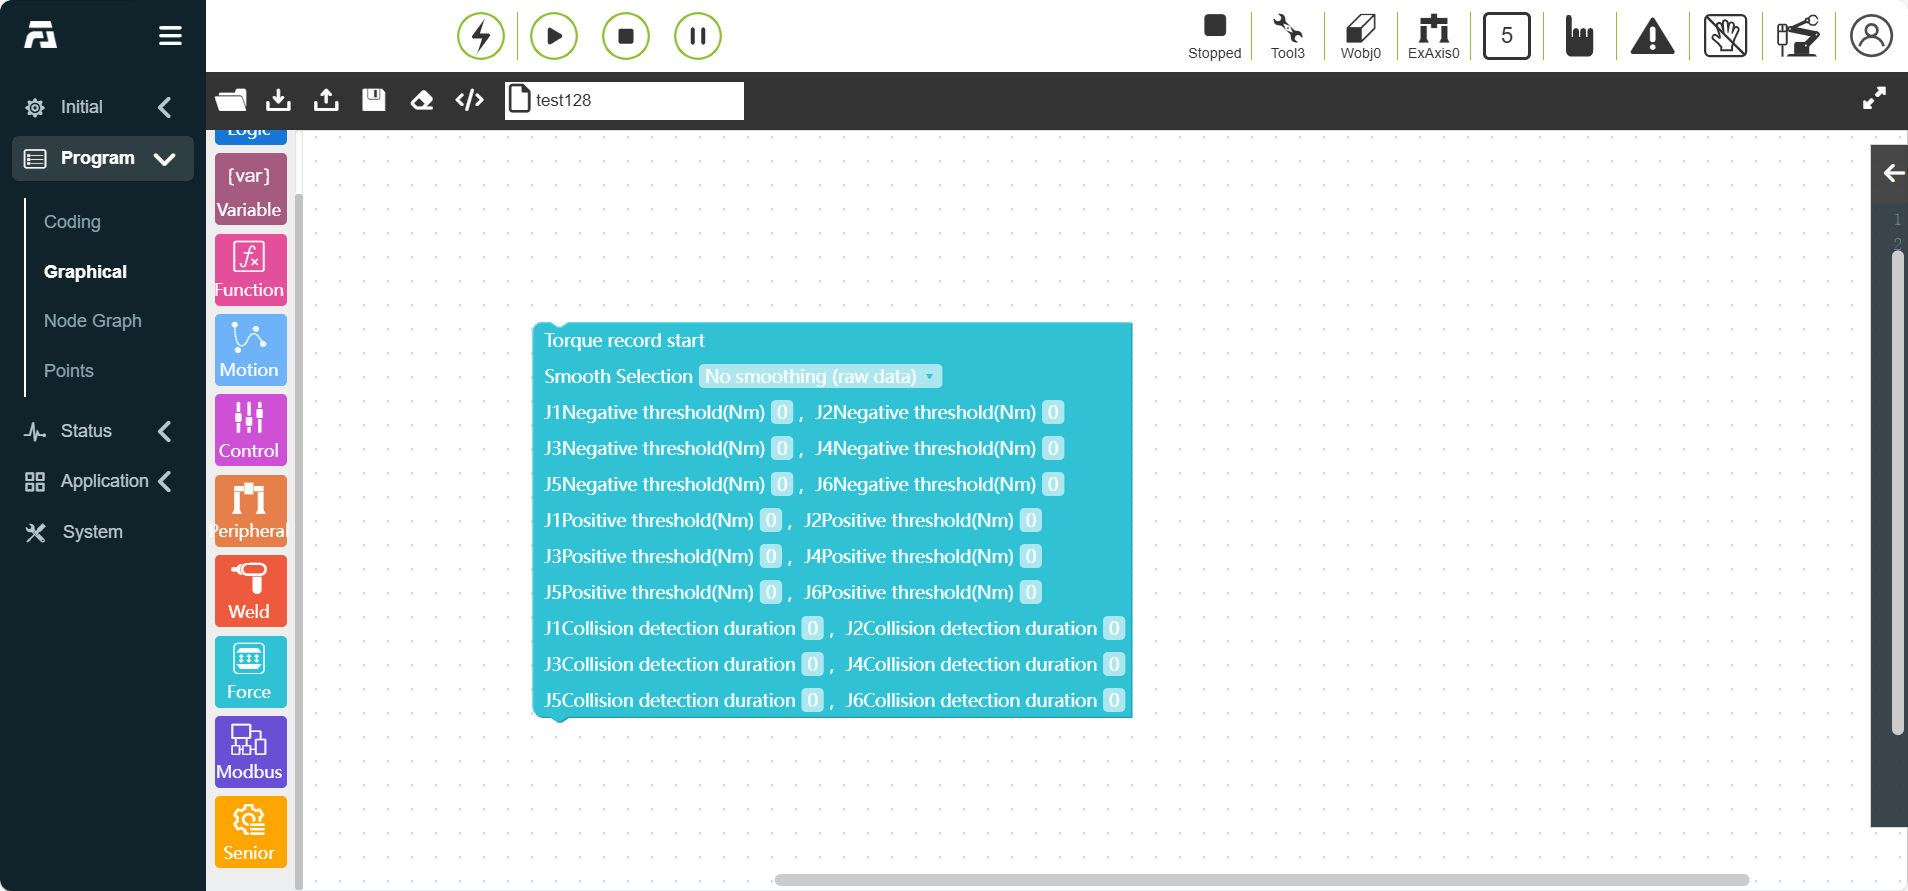 Stopped
Tool3
Wobj0
ExAxis0
5
Initial
Program
Coding
Graphical
Node Graph
Points
Status
Application
System
test128
Logic
{var}
Variable
fx
Function
Motion
Control
Peripheral
Weld
Force
Modbus
Senior
Torque record start
Smooth Selection No smoothing (raw data)
J1Negative threshold(Nm) 0 , J2Negative threshold(Nm) 0
J3Negative threshold(Nm) 0 , J4Negative threshold(Nm) 0
J5Negative threshold(Nm) 0 , J6Negative threshold(Nm) 0
J1Positive threshold(Nm) 0 , J2Positive threshold(Nm) 0
J3Positive threshold(Nm) 0 , J4Positive threshold(Nm) 0
J5Positive threshold(Nm) 0 , J6Positive threshold(Nm) 0
J1Collision detection duration 0 , J2Collision detection duration 0
J3Collision detection duration 0 , J4Collision detection duration 0
J5Collision detection duration 0 , J6Collision detection duration 0
1
2